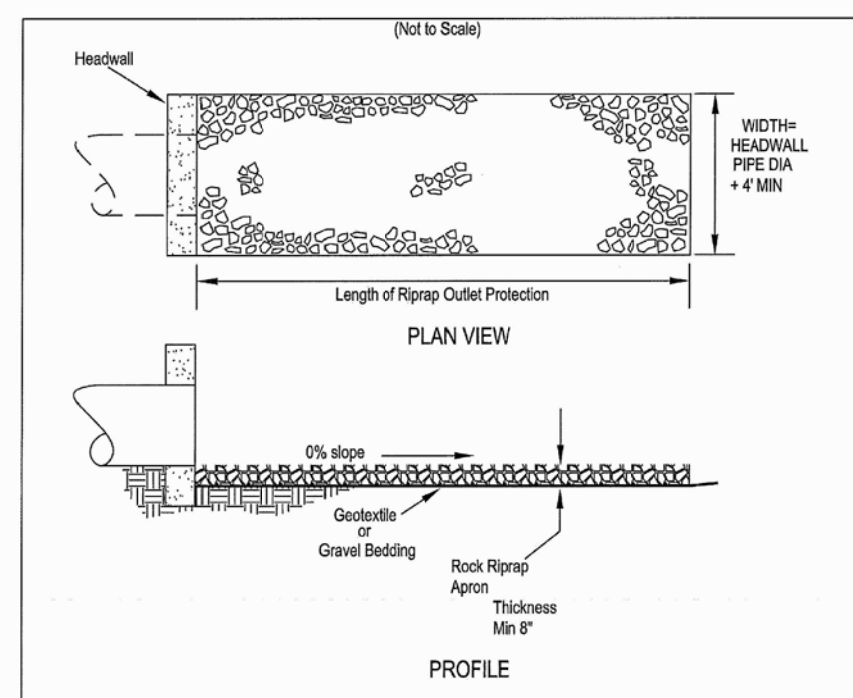 (Not to Scale)
Headwall
WIDTH=
HEADWALL
PIPE DIA
+ 4' MIN
Length of Riprap Outlet Protection
PLAN VIEW
0% slope
Geotextile
or
Gravel Bedding
Rock Riprap
Apron
Thickness
Min 8"
PROFILE